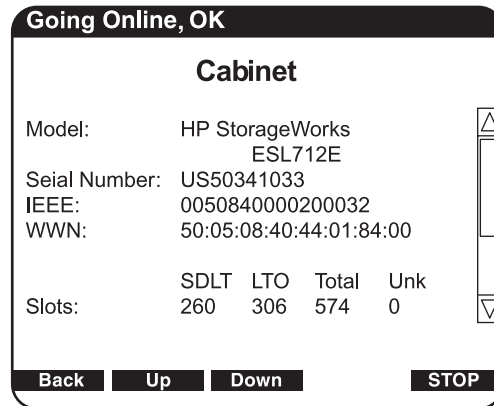 Going Online, OK
Cabinet
Model: HP StorageWorks
ESL712E
Seial Number: US50341033
IEEE: 0050840000200032
WWN: 50:05:08:40:44:01:84:00
SDLT LTO Total Unk
Slots: 260 306 574 0
Back Up Down STOP